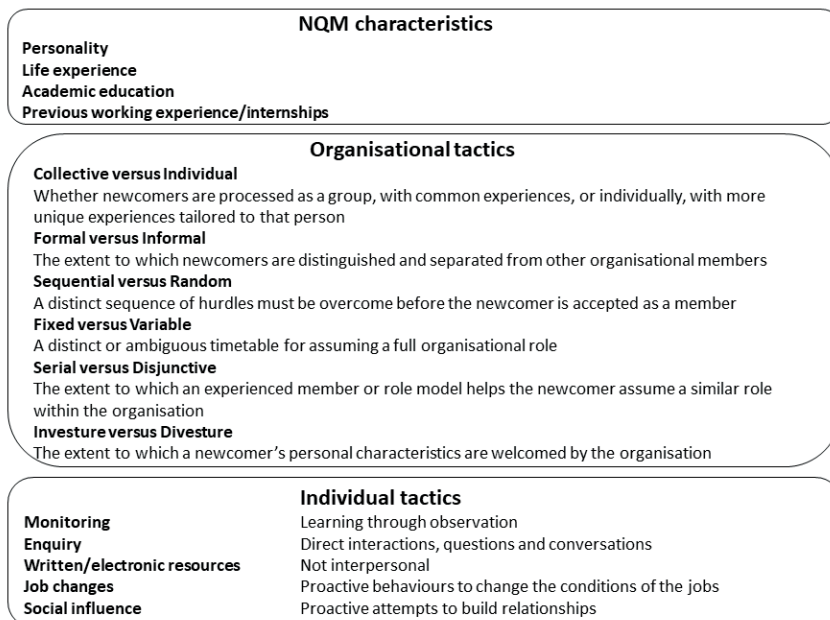 NQM characteristics
Personality
Life experience
Academic education
Previous working experience/internships
Organisational tactics
Collective versus Individual
Whether newcomers are processed as a group, with common experiences, or individually, with more
unique experiences tailored to that person
Formal versus Informal
The extent to which newcomers are distinguished and separated from other organisational members
Sequential versus Random
A distinct sequence of hurdles must be overcome before the newcomer is accepted as a member
Fixed versus Variable
A distinct or ambiguous timetable for assuming a full organisational role
Serial versus Disjunctive
The extent to which an experienced member or role model helps the newcomer assume a similar role
within the organisation
Investure versus Divesture
The extent to which a newcomer's personal characteristics are welcomed by the organisation
Individual tactics
Monitoring Learning through observation
Enquiry Direct interactions, questions and conversations
Written/electronic resources Not interpersonal
Job changes Proactive behaviours to change the conditions of the jobs
Social influence Proactive attempts to build relationships